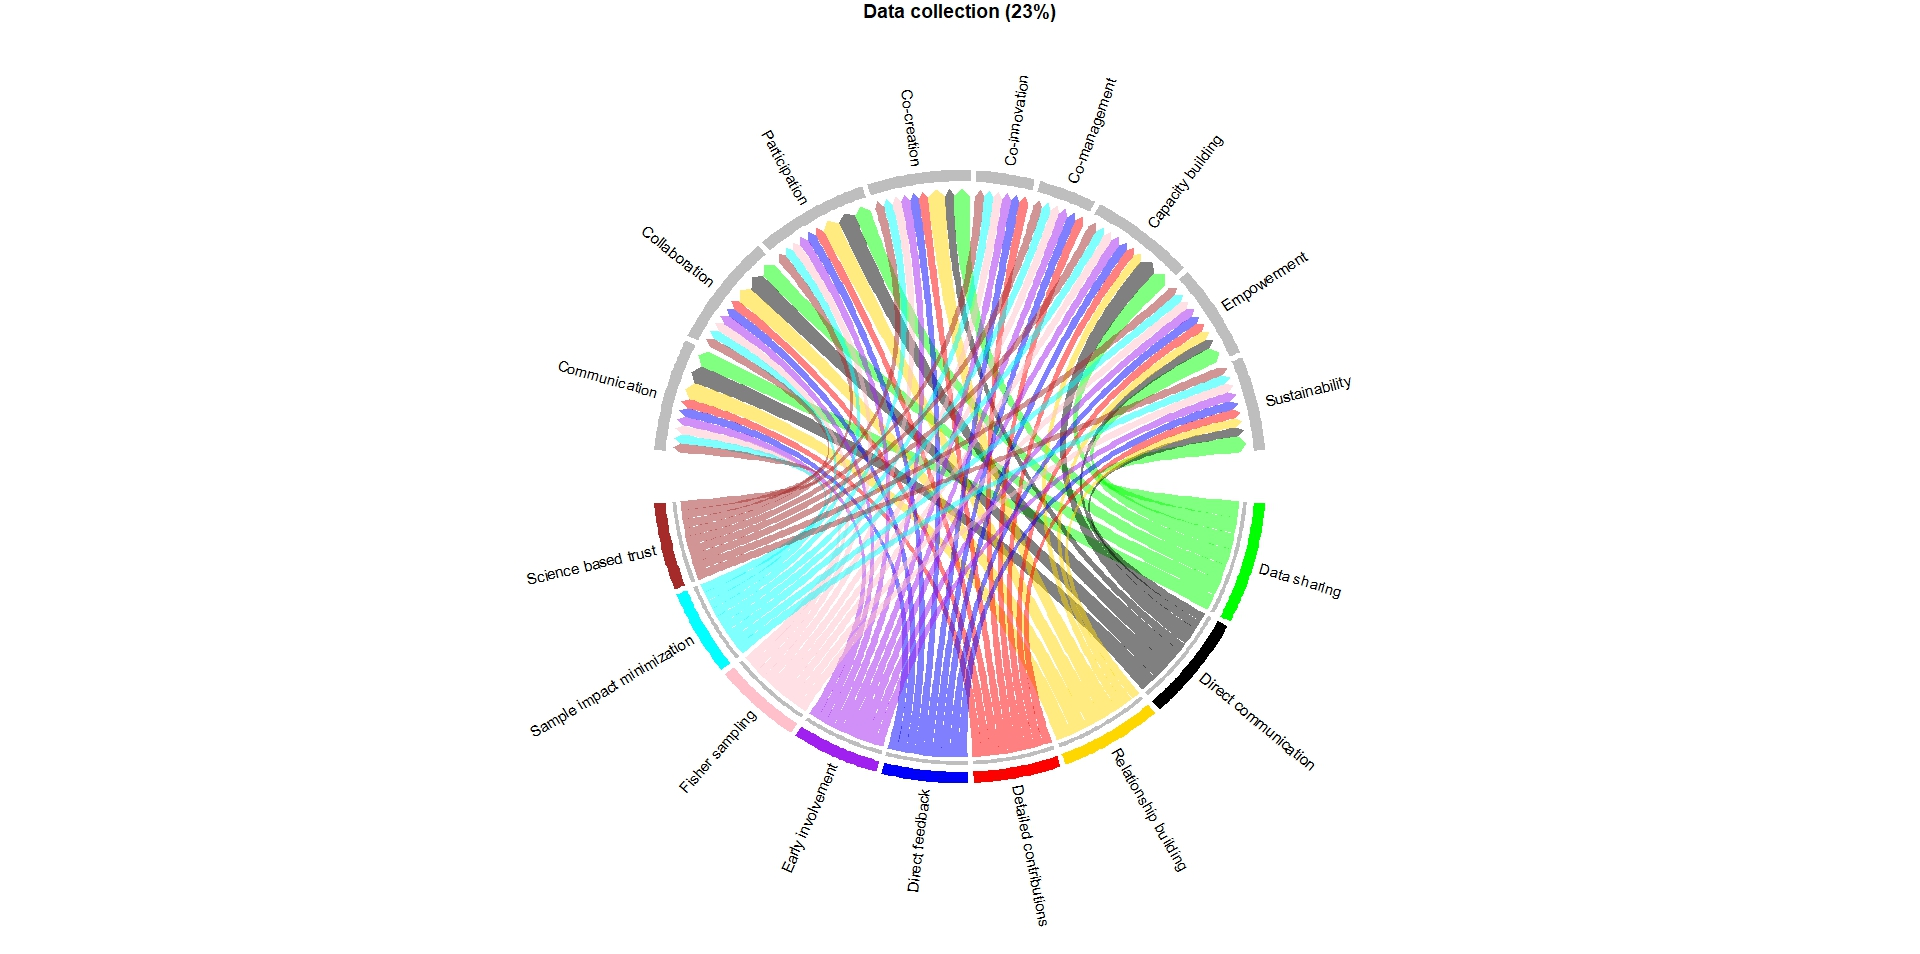 Data collection (23%)
Communication
Collaboration
Participation
Co-creation
Co-innovation
Co-management
Capacity building
Empowerment
Sustainability
Data sharing
Direct communication
Relationship building
Detailed contributions
Direct feedback
Early involvement
Fisher sampling
Sample impact minimization
Science based trust